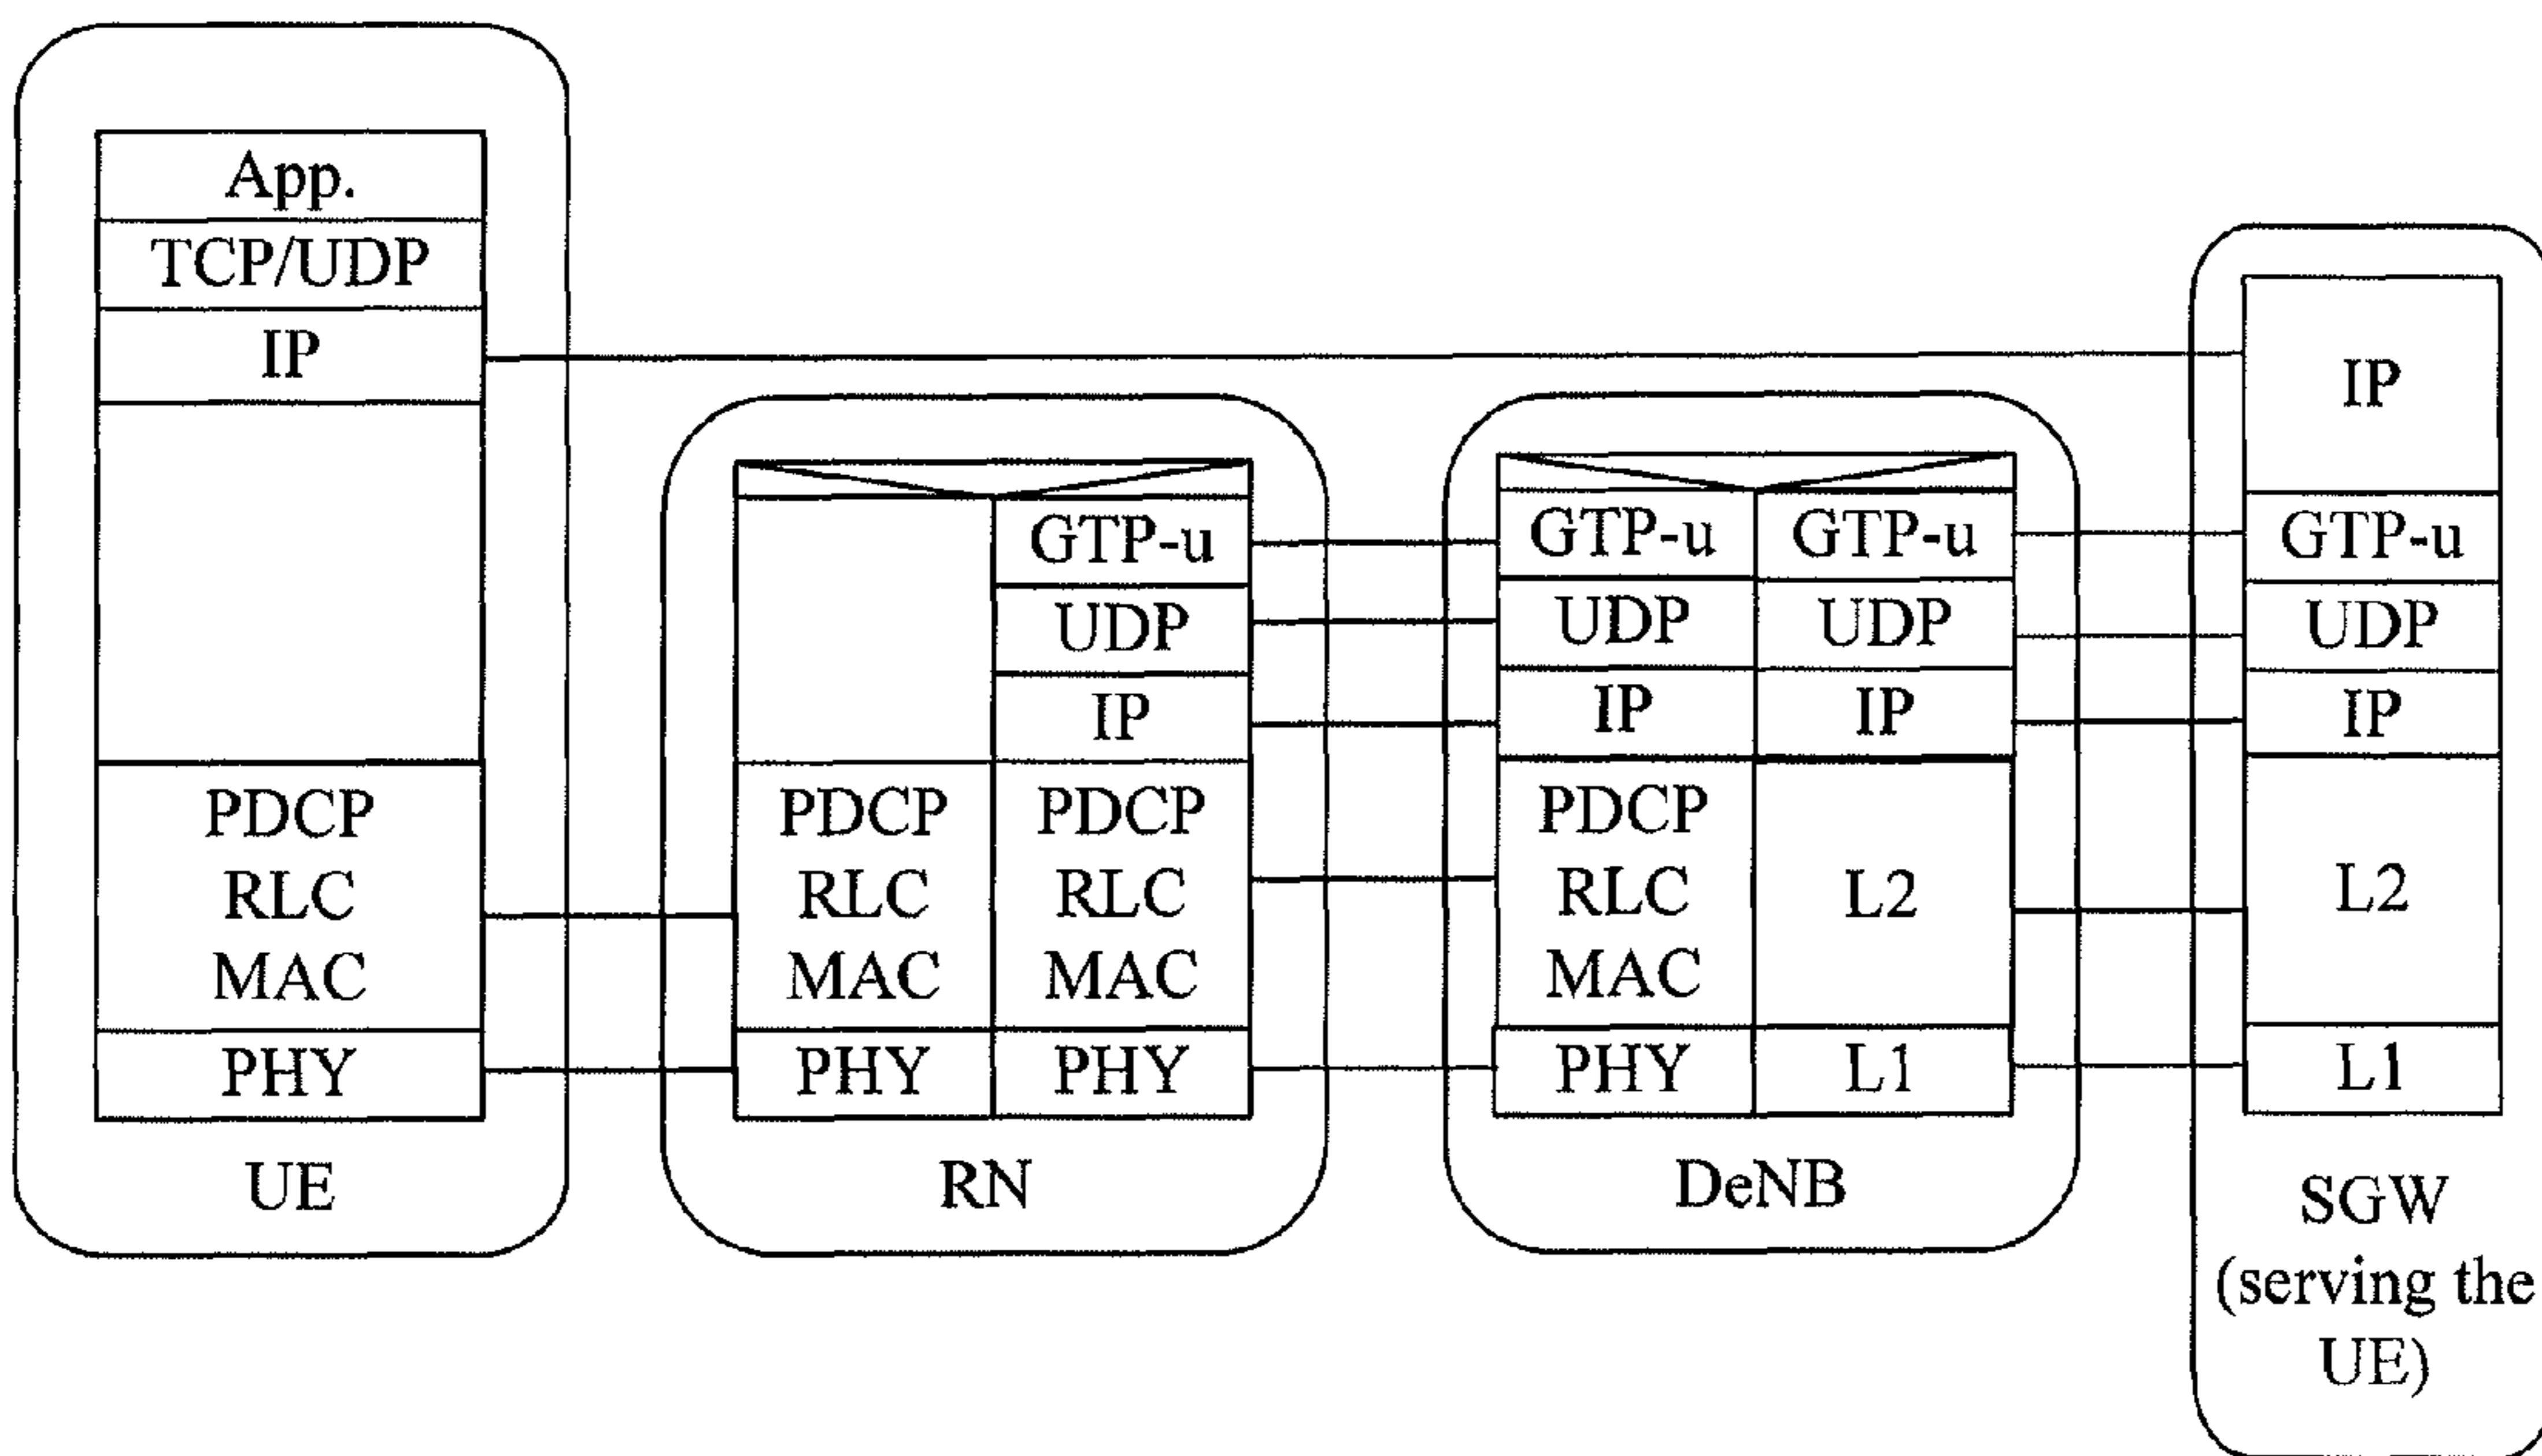 App.
TCP/UDP
IP
PDCP
RLC
MAC
PHY
UE
PDCP
RLC
MAC
PHY
GTP-u
UDP
IP
PDCP
RLC
MAC
PHY
RN
GTP-u
UDP
IP
PDCP
RLC
MAC
PHY
GTP-u
UDP
IP
L2
L1
DeNB
IP
GTP-u
UDP
IP
L2
L1
SGW
(serving the
UE)